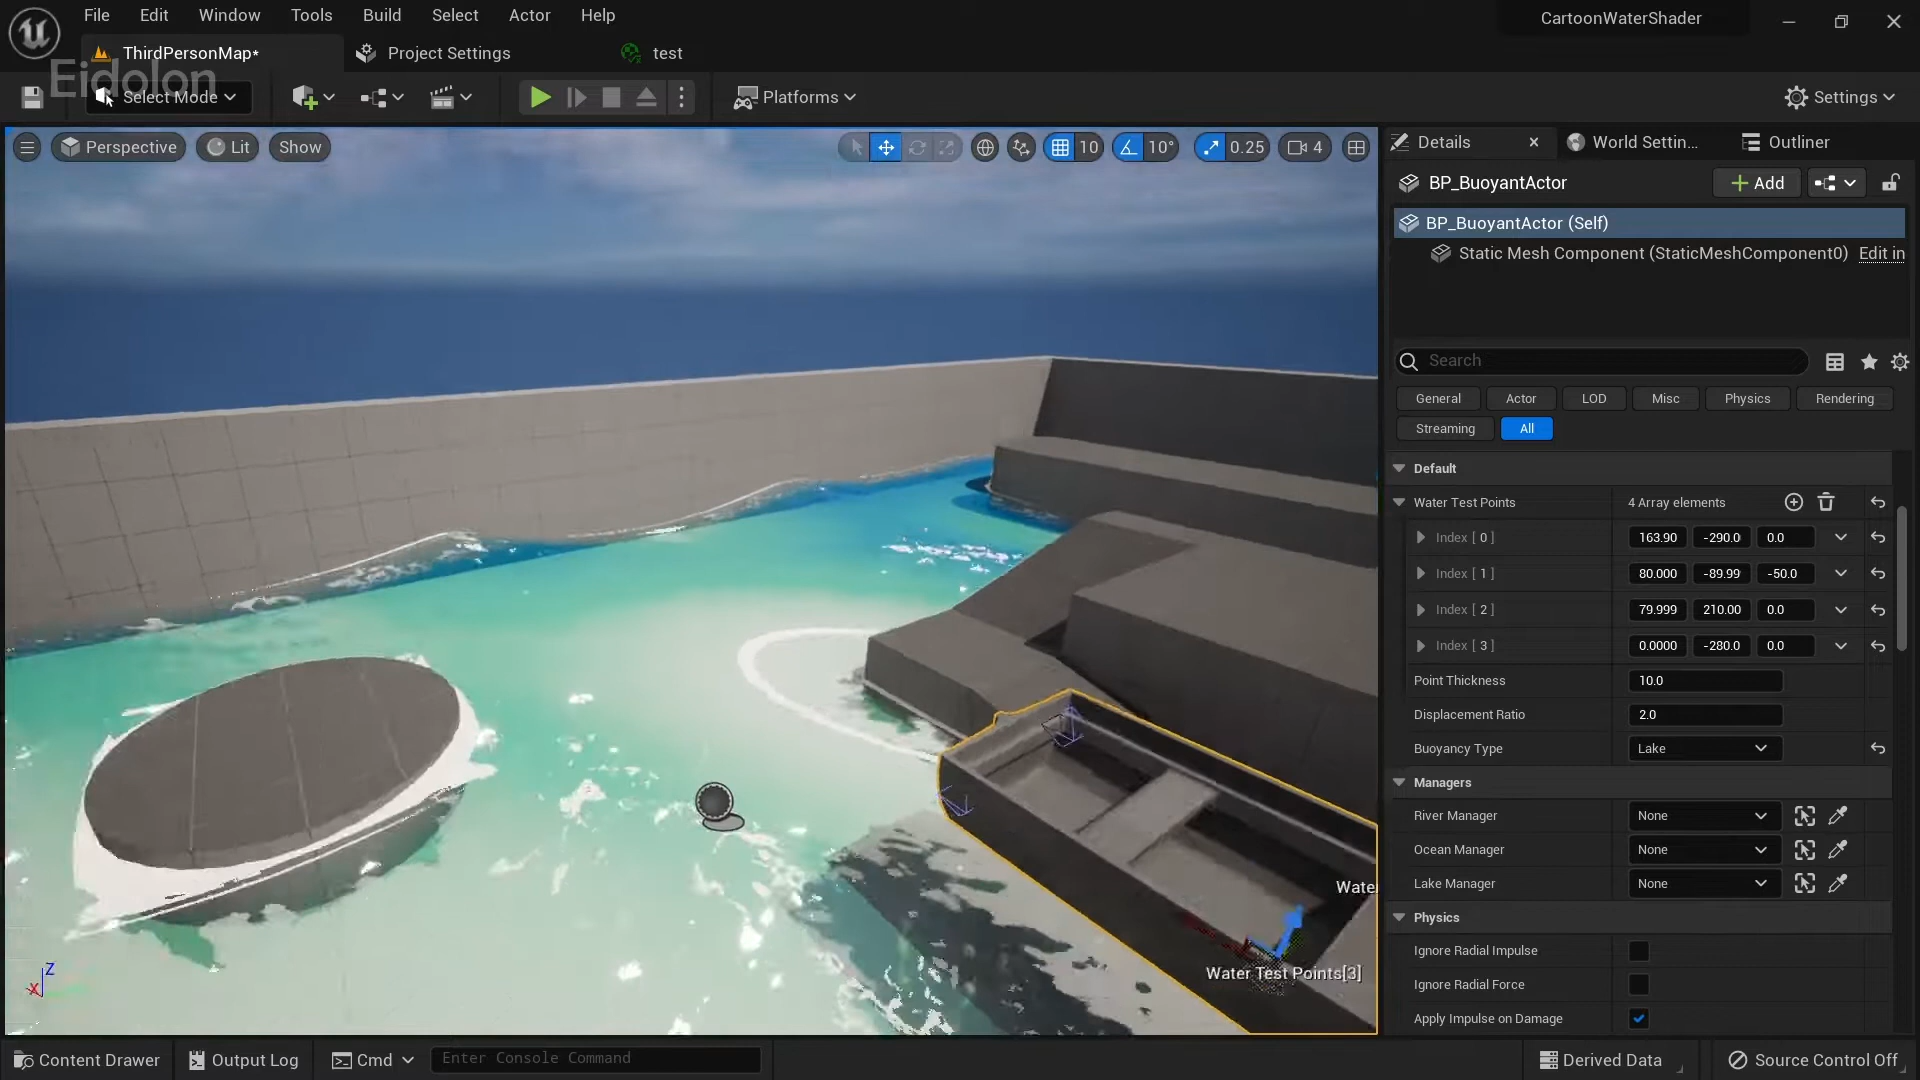 File Edit Window Tools Build Select Actor Help
CartoonWaterShader
ThirdPersonMap* Project Settings test
Eidolon
Select Mode Platforms Settings
Perspective Lit Show 10 10° 0.25 4
Details World Settin... Outliner
BP_BuoyantActor Add
BP_BuoyantActor (Self)
Static Mesh Component (StaticMeshComponent0) Edit in
Search
General Actor LOD Misc Physics Rendering
Streaming All
Default
Water Test Points 4 Array elements
Index [ 0 ] 163.90 -290.0 0.0
Index [ 1 ] 80.000 -89.99 -50.0
Index [ 2 ] 79.999 210.00 0.0
Index [ 3 ] 0.0000 -280.0 0.0
Point Thickness 10.0
Displacement Ratio 2.0
Buoyancy Type Lake
Managers
River Manager None
Ocean Manager None
Lake Manager None
Physics
Ignore Radial Impulse
Ignore Radial Force
Apply Impulse on Damage
Wate
Water Test Points[3]
Z
X
Content Drawer Output Log Cmd Enter Console Command Derived Data Source Control Off